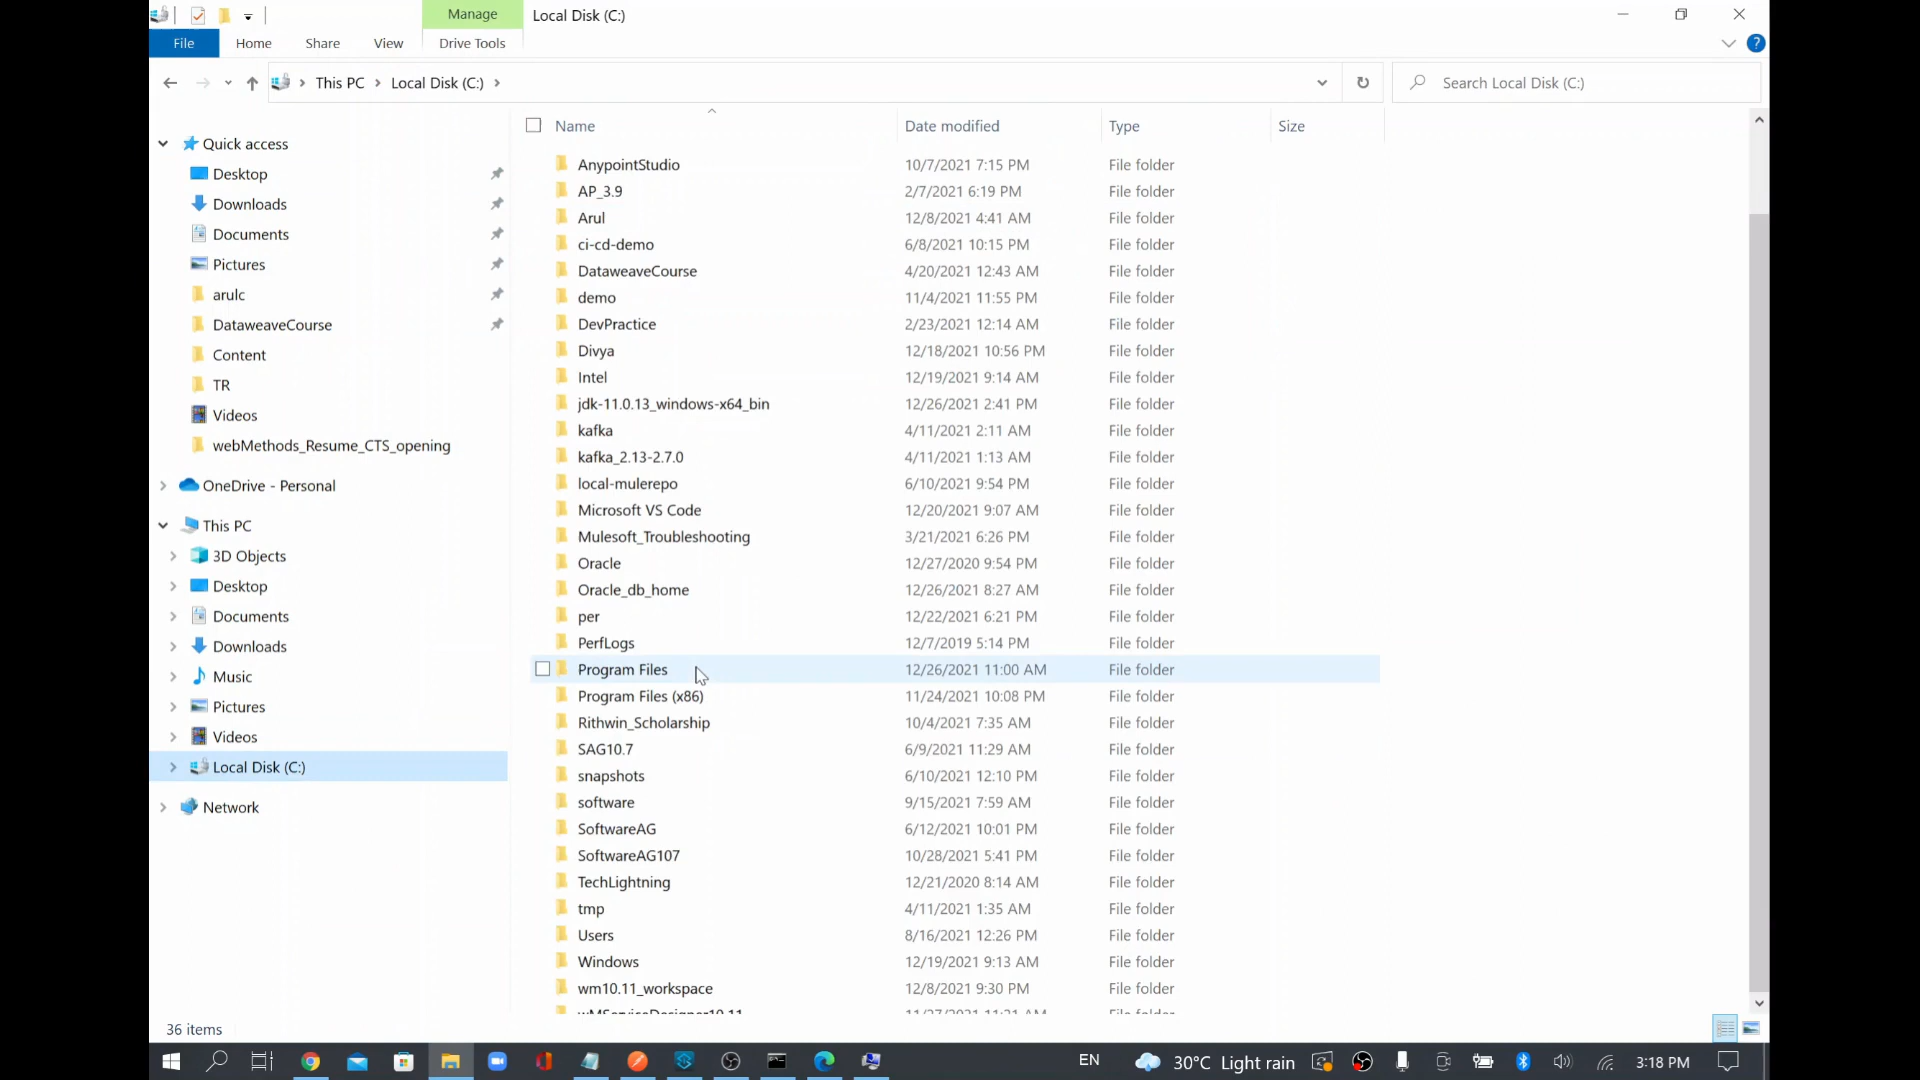 Manage
Local Disk (C:)
File
Home
Share
View
Drive Tools
This PC
Local Disk (C:)
Search Local Disk (C:)
Quick access
Desktop
Downloads
Documents
Pictures
arulc
DataweaveCourse
Content
TR
Videos
webMethods_Resume_CTS_opening
OneDrive - Personal
This PC
3D Objects
Desktop
Documents
Downloads
Music
Pictures
Videos
Local Disk (C:)
Network
Name Date modified Type Size
AnypointStudio 10/7/2021 7:15 PM File folder
AP_3.9 2/7/2021 6:19 PM File folder
Arul 12/8/2021 4:41 AM File folder
ci-cd-demo 6/8/2021 10:15 PM File folder
DataweaveCourse 4/20/2021 12:43 AM File folder
demo 11/4/2021 11:55 PM File folder
DevPractice 2/23/2021 12:14 AM File folder
Divya 12/18/2021 10:56 PM File folder
Intel 12/19/2021 9:14 AM File folder
jdk-11.0.13_windows-x64_bin 12/26/2021 2:41 PM File folder
kafka 4/11/2021 2:11 AM File folder
kafka_2.13-2.7.0 4/11/2021 1:13 AM File folder
local-mulerepo 6/10/2021 9:54 PM File folder
Microsoft VS Code 12/20/2021 9:07 AM File folder
Mulesoft_Troubleshooting 3/21/2021 6:26 PM File folder
Oracle 12/27/2020 9:54 PM File folder
Oracle_db_home 12/26/2021 8:27 AM File folder
per 12/22/2021 6:21 PM File folder
PerfLogs 12/7/2019 5:14 PM File folder
Program Files 12/26/2021 11:00 AM File folder
Program Files (x86) 11/24/2021 10:08 PM File folder
Rithwin_Scholarship 10/4/2021 7:35 AM File folder
SAG10.7 6/9/2021 11:29 AM File folder
snapshots 6/10/2021 12:10 PM File folder
software 9/15/2021 7:59 AM File folder
SoftwareAG 6/12/2021 10:01 PM File folder
SoftwareAG107 10/28/2021 5:41 PM File folder
TechLightning 12/21/2020 8:14 AM File folder
tmp 4/11/2021 1:35 AM File folder
Users 8/16/2021 12:26 PM File folder
Windows 12/19/2021 9:13 AM File folder
wm10.11_workspace 12/8/2021 9:30 PM File folder
36 items
EN
30°C Light rain
3:18 PM